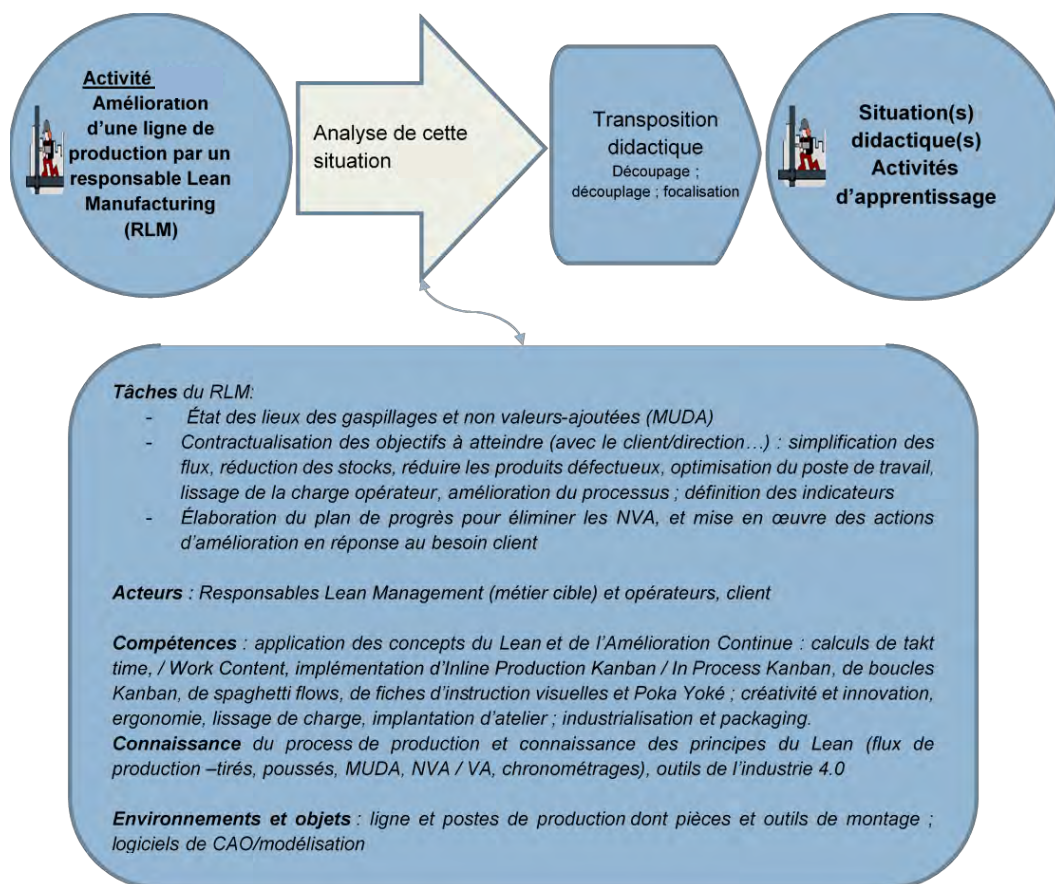 Activité
Amélioration
d'une ligne de
production par un
responsable Lean
Manufacturing
(RLM)
Analyse de cette
situation
Transposition
didactique
Découpage ;
découplage ; focalisation
Situation(s)
didactique(s)
Activités
d'apprentissage
Tâches du RLM:
- État des lieux des gaspillages et non valeurs-ajoutées (MUDA)
- Contractualisation des objectifs à atteindre (avec le client/direction…) : simplification des
flux, réduction des stocks, réduire les produits défectueux, optimisation du poste de travail,
lissage de la charge opérateur, amélioration du processus ; définition des indicateurs
- Élaboration du plan de progrès pour éliminer les NVA, et mise en œuvre des actions
d'amélioration en réponse au besoin client
Acteurs : Responsables Lean Management (métier cible) et opérateurs, client
Compétences : application des concepts du Lean et de l'Amélioration Continue : calculs de takt
time, / Work Content, implémentation d'Inline Production Kanban / In Process Kanban, de boucles
Kanban, de spaghetti flows, de fiches d'instruction visuelles et Poka Yoké ; créativité et innovation,
ergonomie, lissage de charge, implantation d'atelier ; industrialisation et packaging.
Connaissance du process de production et connaissance des principes du Lean (flux de
production –tirés, poussés, MUDA, NVA / VA, chronométrages), outils de l'industrie 4.0
Environnements et objets : ligne et postes de production dont pièces et outils de montage ;
logiciels de CAO/modélisation